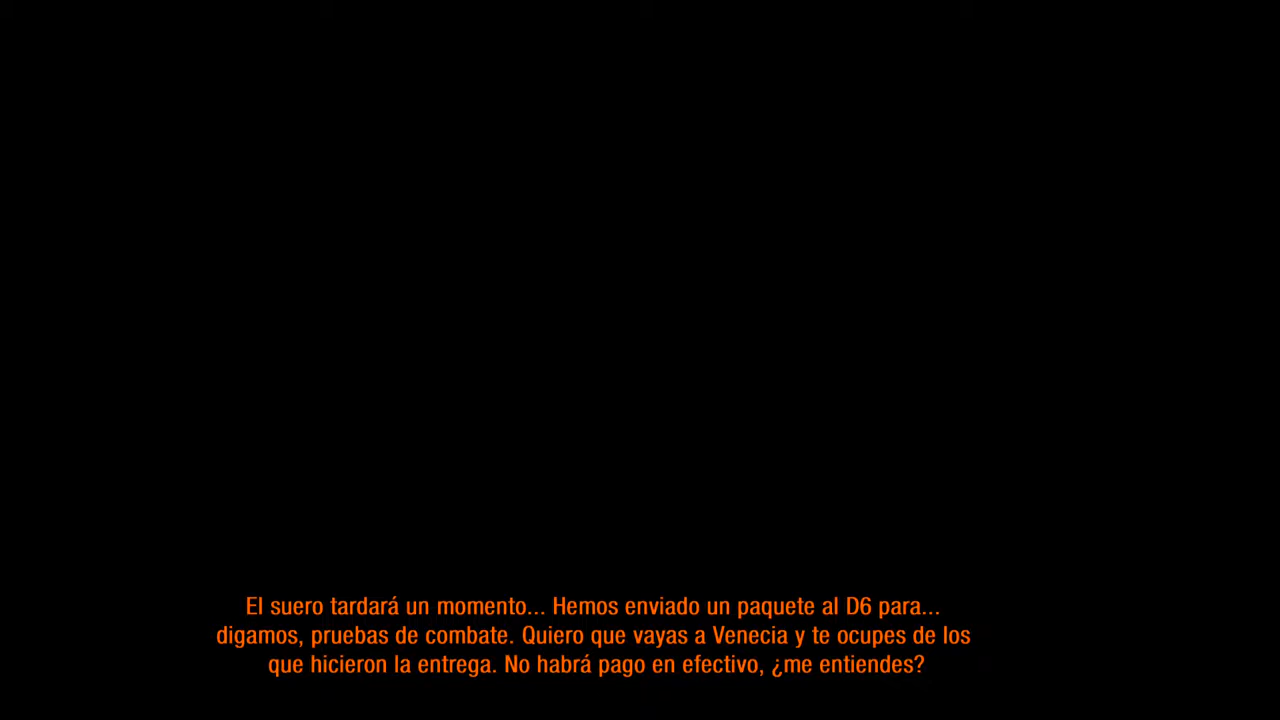 El suero tardará un momento... Hemos enviado un paquete al D6 para...
digamos, pruebas de combate. Quiero que vayas a Venecia y te ocupes de los
que hicieron la entrega. No habrá pago en efectivo, ¿me entiendes?